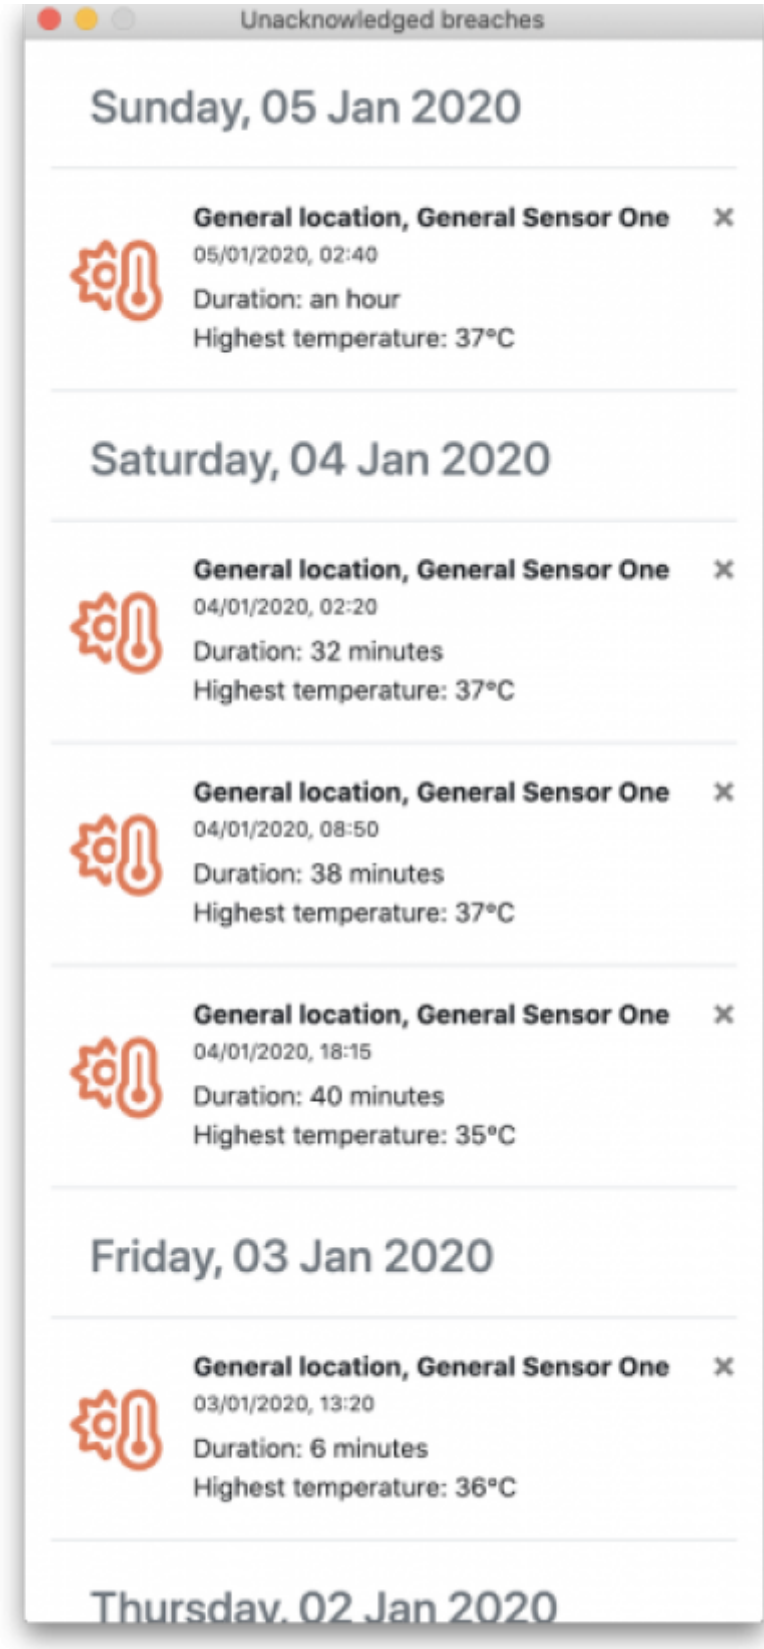 Unacknowledged breaches
Sunday, 05 Jan 2020
General location, General Sensor One
05/01/2020, 02:40
Duration: an hour
Highest temperature: 37°C
Saturday, 04 Jan 2020
General location, General Sensor One
04/01/2020, 02:20
Duration: 32 minutes
Highest temperature: 37°C
General location, General Sensor One
04/01/2020, 08:50
Duration: 38 minutes
Highest temperature: 37°C
General location, General Sensor One
04/01/2020, 18:15
Duration: 40 minutes
Highest temperature: 35°C
Friday, 03 Jan 2020
General location, General Sensor One
03/01/2020, 13:20
Duration: 6 minutes
Highest temperature: 36°C
Thursday, 02 Jan 2020